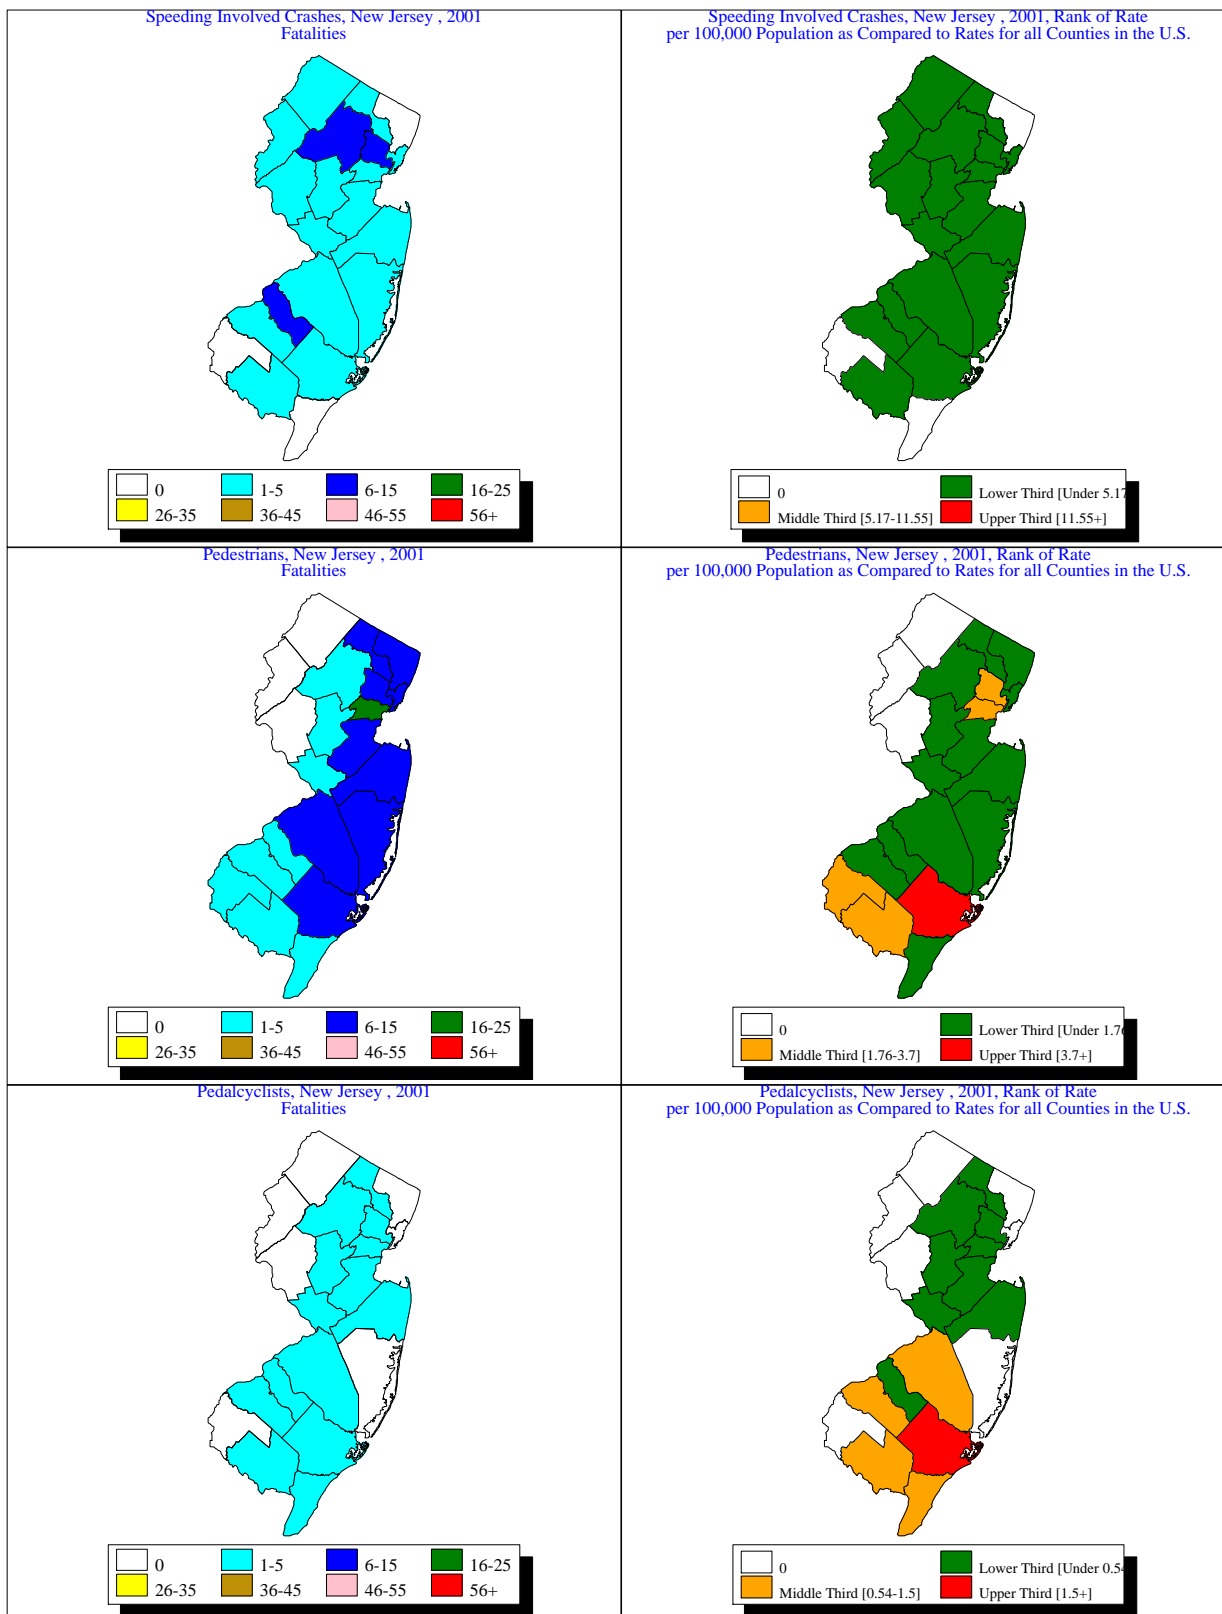 Speeding Involved Crashes, New Jersey , 2001
Fatalities
0
1-5
6-15
16-25
26-35
36-45
46-55
56+
Speeding Involved Crashes, New Jersey , 2001, Rank of Rate
per 100,000 Population as Compared to Rates for all Counties in the U.S.
0
Lower Third [Under 5.17
Middle Third [5.17-11.55]
Upper Third [11.55+]
Pedestrians, New Jersey , 2001
Fatalities
0
1-5
6-15
16-25
26-35
36-45
46-55
56+
Pedestrians, New Jersey , 2001, Rank of Rate
per 100,000 Population as Compared to Rates for all Counties in the U.S.
0
Lower Third [Under 1.76
Middle Third [1.76-3.7]
Upper Third [3.7+]
Pedalcyclists, New Jersey , 2001
Fatalities
0
1-5
6-15
16-25
26-35
36-45
46-55
56+
Pedalcyclists, New Jersey , 2001, Rank of Rate
per 100,000 Population as Compared to Rates for all Counties in the U.S.
0
Lower Third [Under 0.54
Middle Third [0.54-1.5]
Upper Third [1.5+]